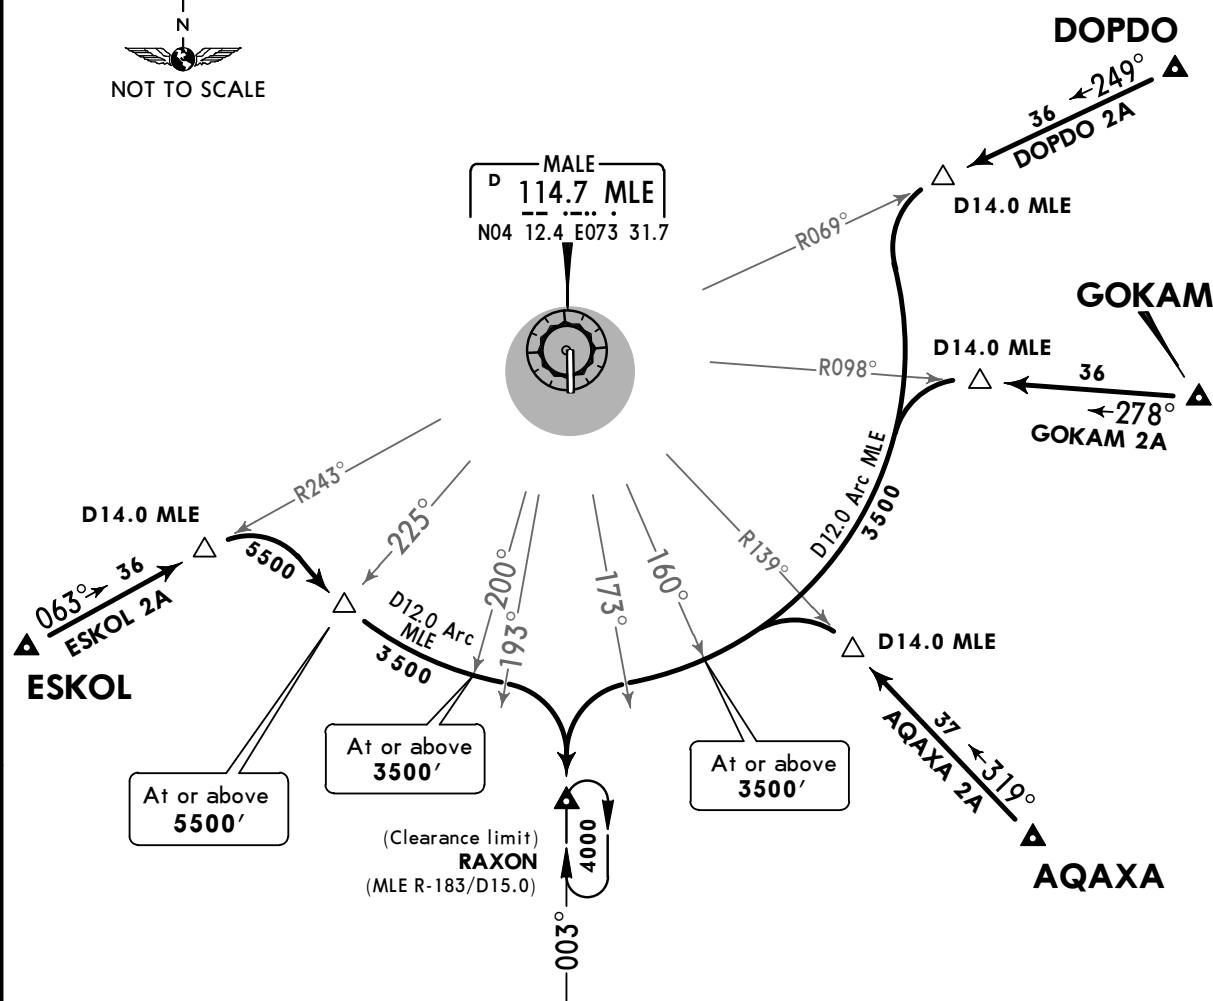 N
NOT TO SCALE
DOPDO
36 249°
DOPDO 2A
D14.0 MLE
MALE
D 114.7 MLE
N04 12.4 E073 31.7
R069°
GOKAM
D14.0 MLE
R098°
36
278°
GOKAM 2A
D12.0 Arc MLE
3500
R243°
D14.0 MLE
063° 36
ESKOL 2A
ESKOL
5500
225°
D12.0 Arc
MLE
3500
200°
193°
173°
160°
R139°
D14.0 MLE
37 319°
AQAXA 2A
AQAXA
At or above
5500′
At or above
3500′
At or above
3500′
(Clearance limit)
RAXON
(MLE R-183/D15.0)
4000
003°